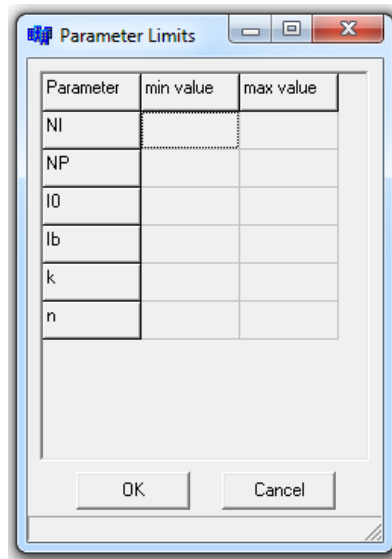 Parameter Limits
Parameter min value max value
NI
NP
I0
Ib
k
n
OK Cancel